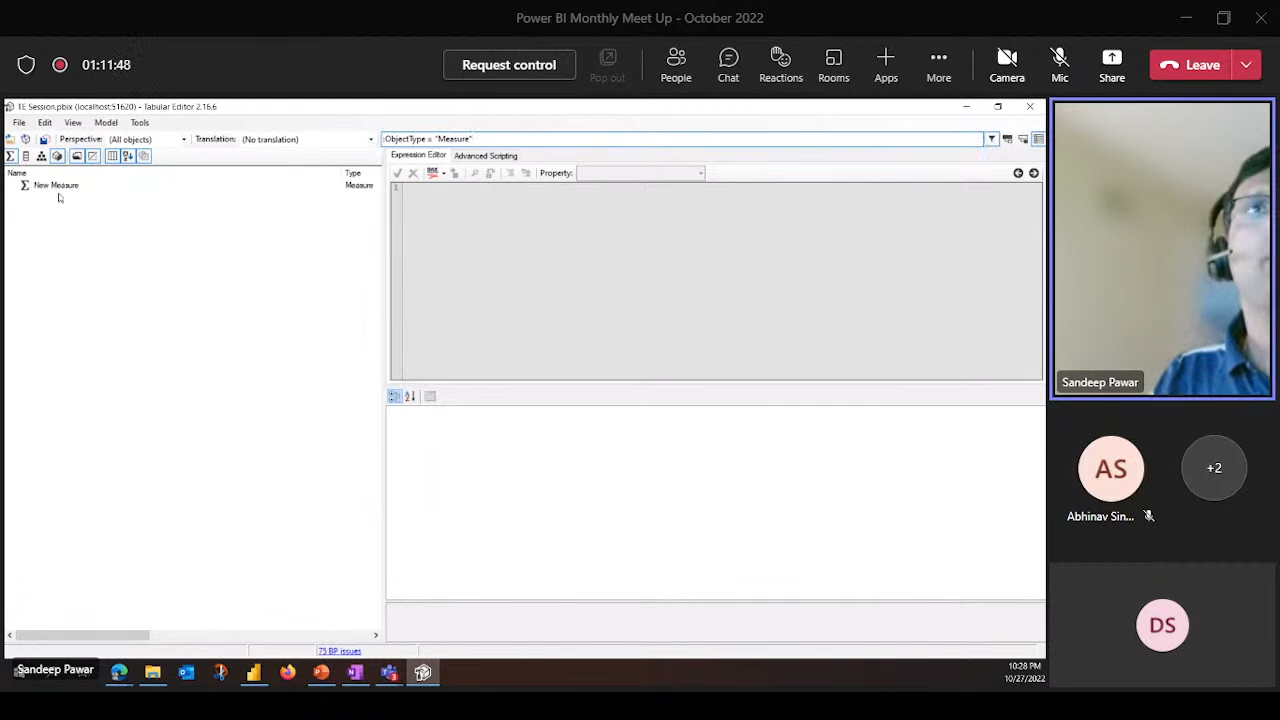 Power BI Monthly Meet Up - October 2022
01:11:48
Request control
Pop out
People
Chat
Reactions
Rooms
Apps
More
Camera
Mic
Share
Leave
TE Session.pbix (localhost:51620) - Tabular Editor 2.16.6
File Edit View Model Tools
Perspective: (All objects) Translation: (No translation) :ObjectType = "Measure"
Expression Editor Advanced Scripting
Property:
Name Type
1
New Measure Measure
Sandeep Pawar
AS
+2
Abhinav Sin...
DS
75 BP issues
Sandeep Pawar
10:28 PM
10/27/2022